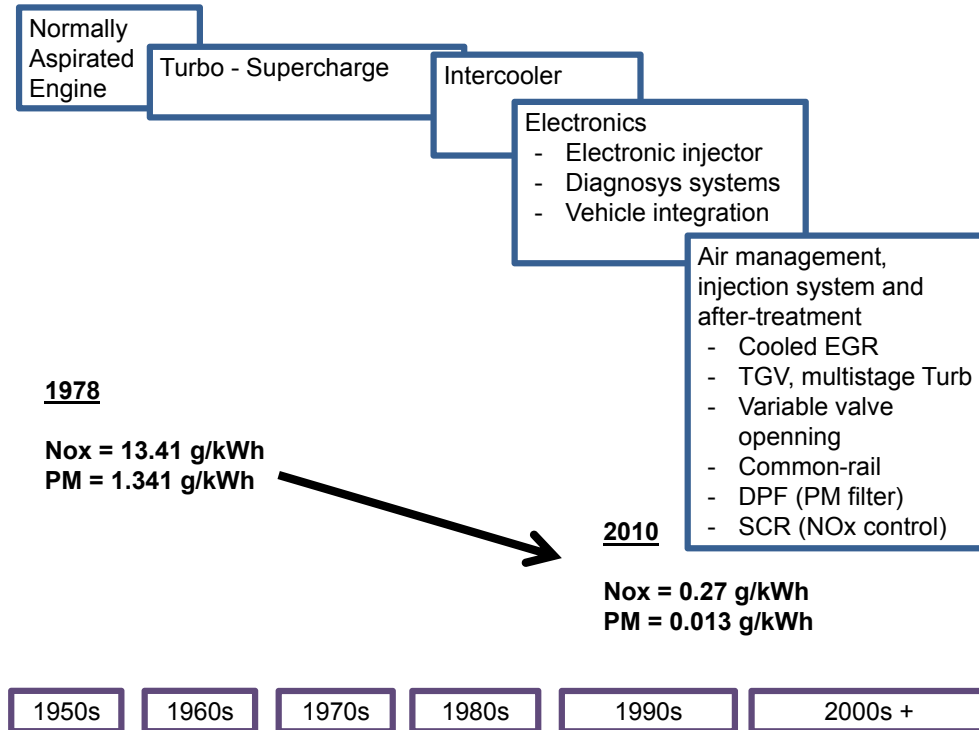 Normally
Aspirated
Engine
Turbo - Supercharge
Intercooler
Electronics
- Electronic injector
- Diagnosys systems
- Vehicle integration
Air management,
injection system and
after-treatment
- Cooled EGR
- TGV, multistage Turb
- Variable valve
openning
- Common-rail
- DPF (PM filter)
- SCR (NOx control)
1978
Nox = 13.41 g/kWh
PM = 1.341 g/kWh
2010
Nox = 0.27 g/kWh
PM = 0.013 g/kWh
1950s
1960s
1970s
1980s
1990s
2000s +